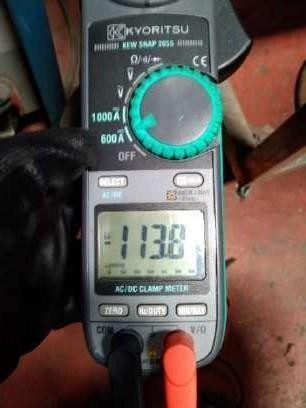 K KYORITSU
KEW SNAP 2055
Ω/
V
V
1000A
600A
OFF
CE
SELECT
AC/DC
113.8
AC/DC CLAMP METER
ZERO Hz/DUTY MIN/MAX
COM V/Ω